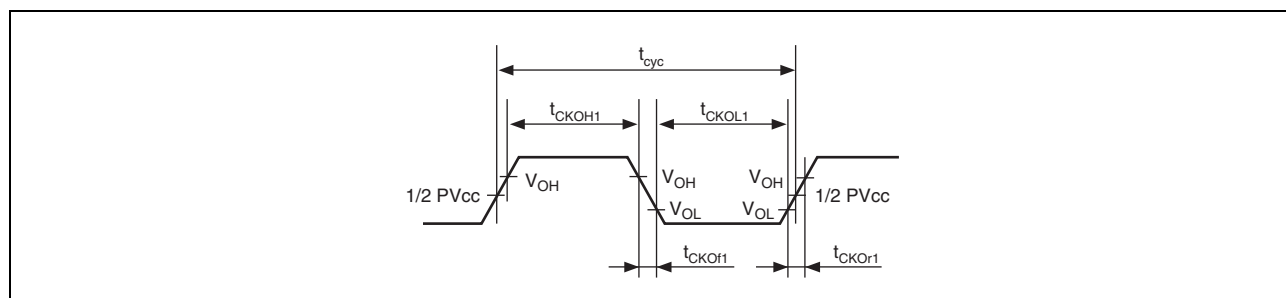 tcyc
tCKOH1 tCKOL1
VOH VOH VOH
1/2 PVcc 1/2 PVcc
VOL VOL
tCKOf1 tCKOr1